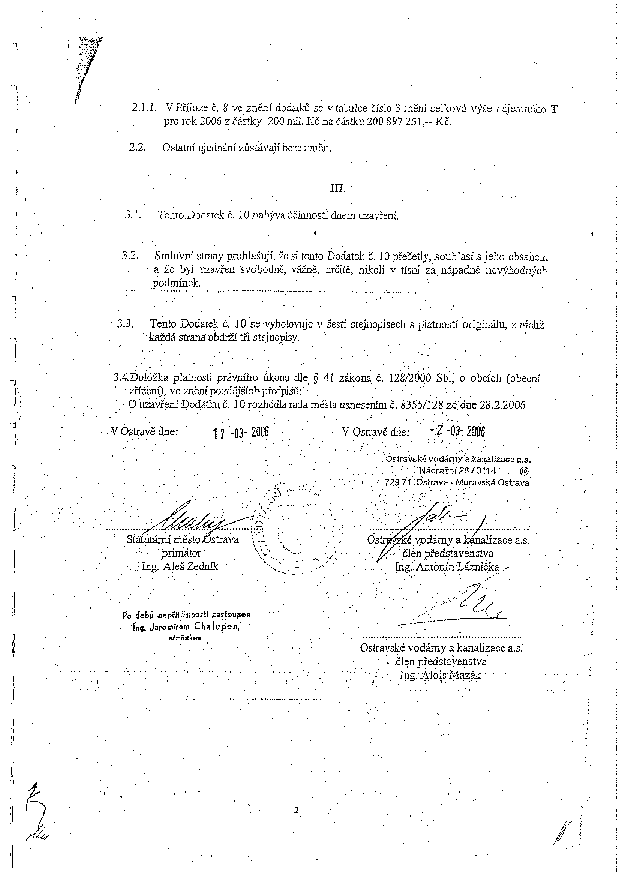 2.1.1. V Příloze č. 8 ve znění dodatků se v tabulce číslo 3 mění celková výše nájemného T
pro rok 2006 z částky 200 mil. Kč na částku 200 897 251,-- Kč.
2.2. Ostatní ujednání zůstávají beze změn.
III.
3.1. Tento Dodatek č. 10 nabývá účinnosti dnem uzavření.
3.2. Smluvní strany prohlašují, že si tento Dodatek č. 10 přečetly, souhlasí s jeho obsahem
a že byl uzavřen svobodně, vážně, určitě, nikoli v tísni za nápadně nevýhodných
podmínek.
3.3. Tento Dodatek č. 10 se vyhotovuje v šesti stejnopisech s platností originálu, z nichž
každá strana obdrží tři stejnopisy.
3.4.Doložka platnosti právního úkonu dle § 41 zákona č. 128/2000 Sb., o obcích (obecní
zřízení), ve znění pozdějších předpisů:
O uzavření Dodatku č. 10 rozhodla rada města usnesením č. 8356/128 ze dne 28.2.2006
V Ostravě dne: 17 -03- 2006 V Ostravě dne: -2 -03- 2006
Ostravské vodárny a kanalizace a.s.
Nádražní 28/3114
729 71 Ostrava - Moravská Ostrava
Statutární město Ostrava
primátor
Ing. Aleš Zedník
Ostravské vodárny a kanalizace a.s.
člen představenstva
Ing. Antonín Lázníčka
Po dobu nepřítomnosti zastoupen
Ing. Jaromírem
Ostravské vodárny a kanalizace a.s.
člen představenstva
Ing. Alois Mazák
2